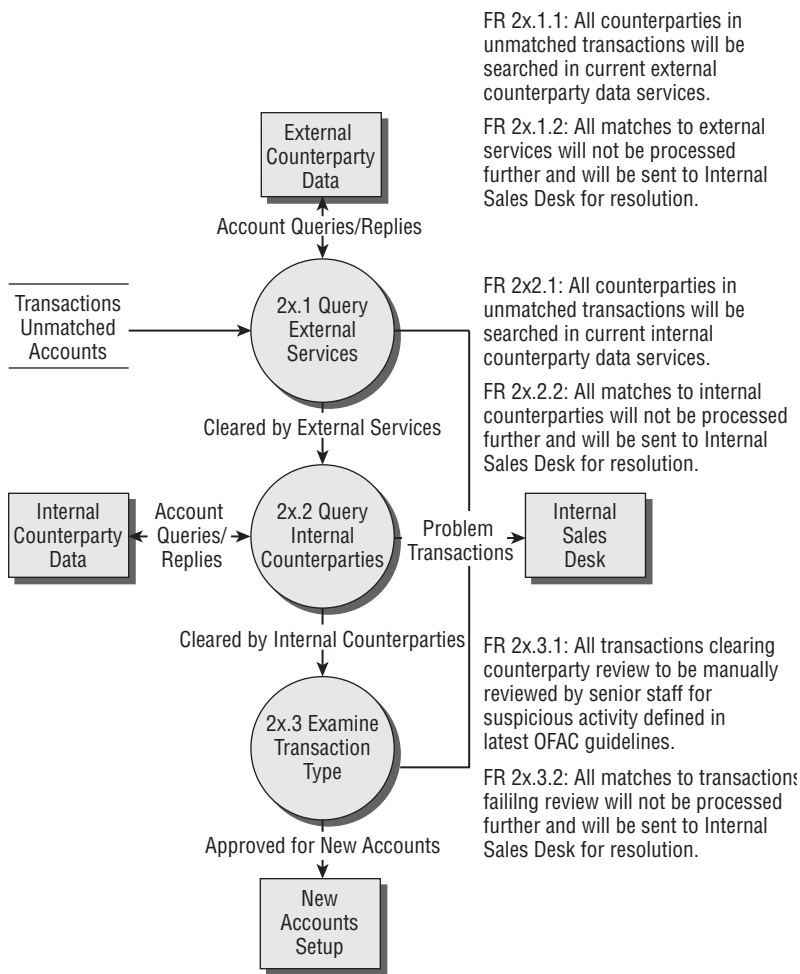 FR 2x.1.1: All counterparties in
unmatched transactions will be
searched in current external
counterparty data services.
FR 2x.1.2: All matches to external
services will not be processed
further and will be sent to Internal
Sales Desk for resolution.
External
Counterparty
Data
Account Queries/Replies
Transactions
Unmatched
Accounts
2x.1 Query
External
Services
FR 2x2.1: All counterparties in
unmatched transactions will be
searched in current internal
counterparty data services.
FR 2x.2.2: All matches to internal
counterparties will not be processed
further and will be sent to Internal
Sales Desk for resolution.
Cleared by External Services
Internal
Counterparty
Data
Account
Queries/
Replies
2x.2 Query
Internal
Counterparties
Problem
Transactions
Internal
Sales
Desk
Cleared by Internal Counterparties
FR 2x.3.1: All transactions clearing
counterparty review to be manually
reviewed by senior staff for
suspicious activity defined in
latest OFAC guidelines.
FR 2x.3.2: All matches to transactions
faililng review will not be processed
further and will be sent to Internal
Sales Desk for resolution.
2x.3 Examine
Transaction
Type
Approved for New Accounts
New
Accounts
Setup